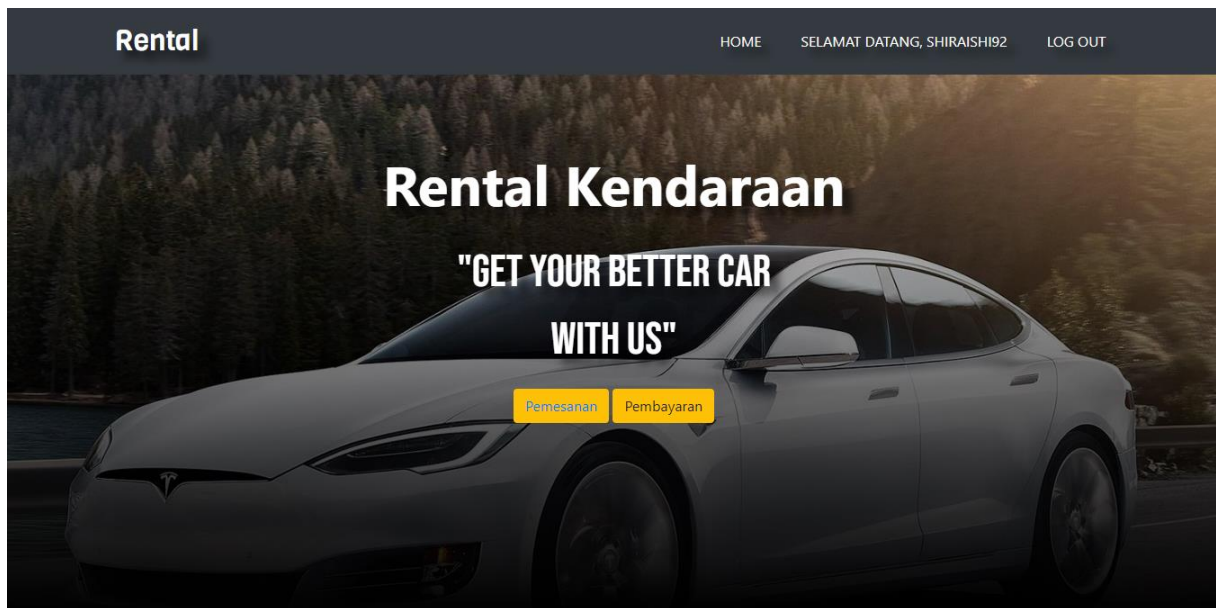 Rental
HOME SELAMAT DATANG, SHIRAISHI92 LOG OUT
Rental Kendaraan
"GET YOUR BETTER CAR
WITH US"
Pemesanan Pembayaran